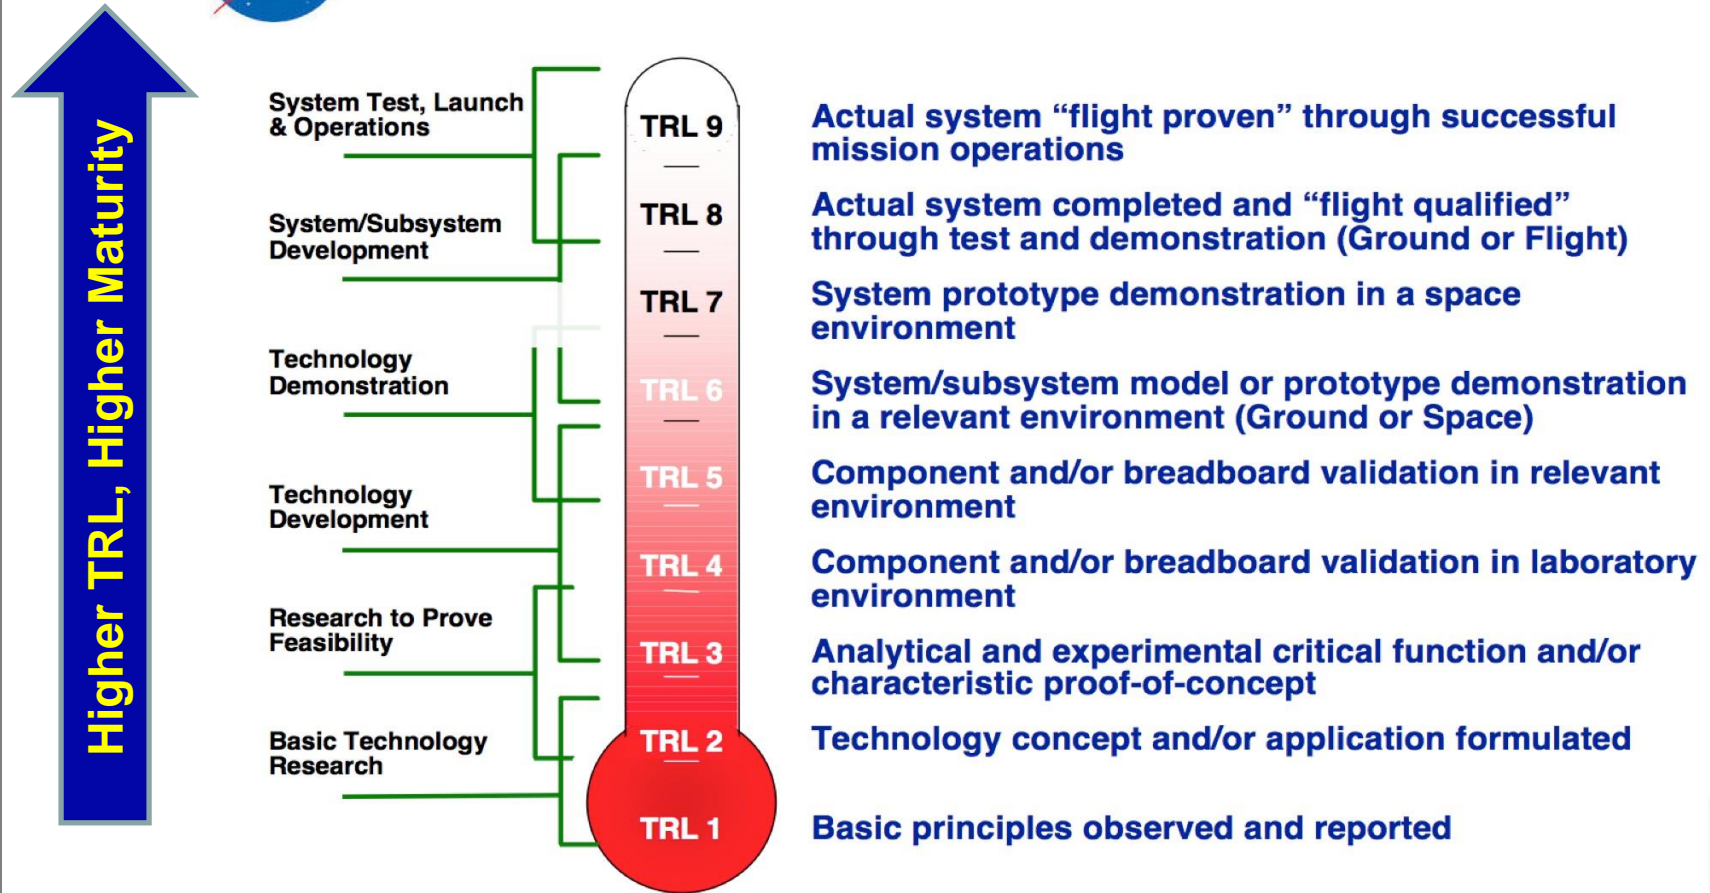 Higher TRL, Higher Maturity
System Test, Launch
& Operations
System/Subsystem
Development
Technology
Demonstration
Technology
Development
Research to Prove
Feasibility
Basic Technology
Research
TRL 9
TRL 8
TRL 7
TRL 6
TRL 5
TRL 4
TRL 3
TRL 2
TRL 1
Actual system “flight proven” through successful
mission operations
Actual system completed and “flight qualified”
through test and demonstration (Ground or Flight)
System prototype demonstration in a space
environment
System/subsystem model or prototype demonstration
in a relevant environment (Ground or Space)
Component and/or breadboard validation in relevant
environment
Component and/or breadboard validation in laboratory
environment
Analytical and experimental critical function and/or
characteristic proof-of-concept
Technology concept and/or application formulated
Basic principles observed and reported